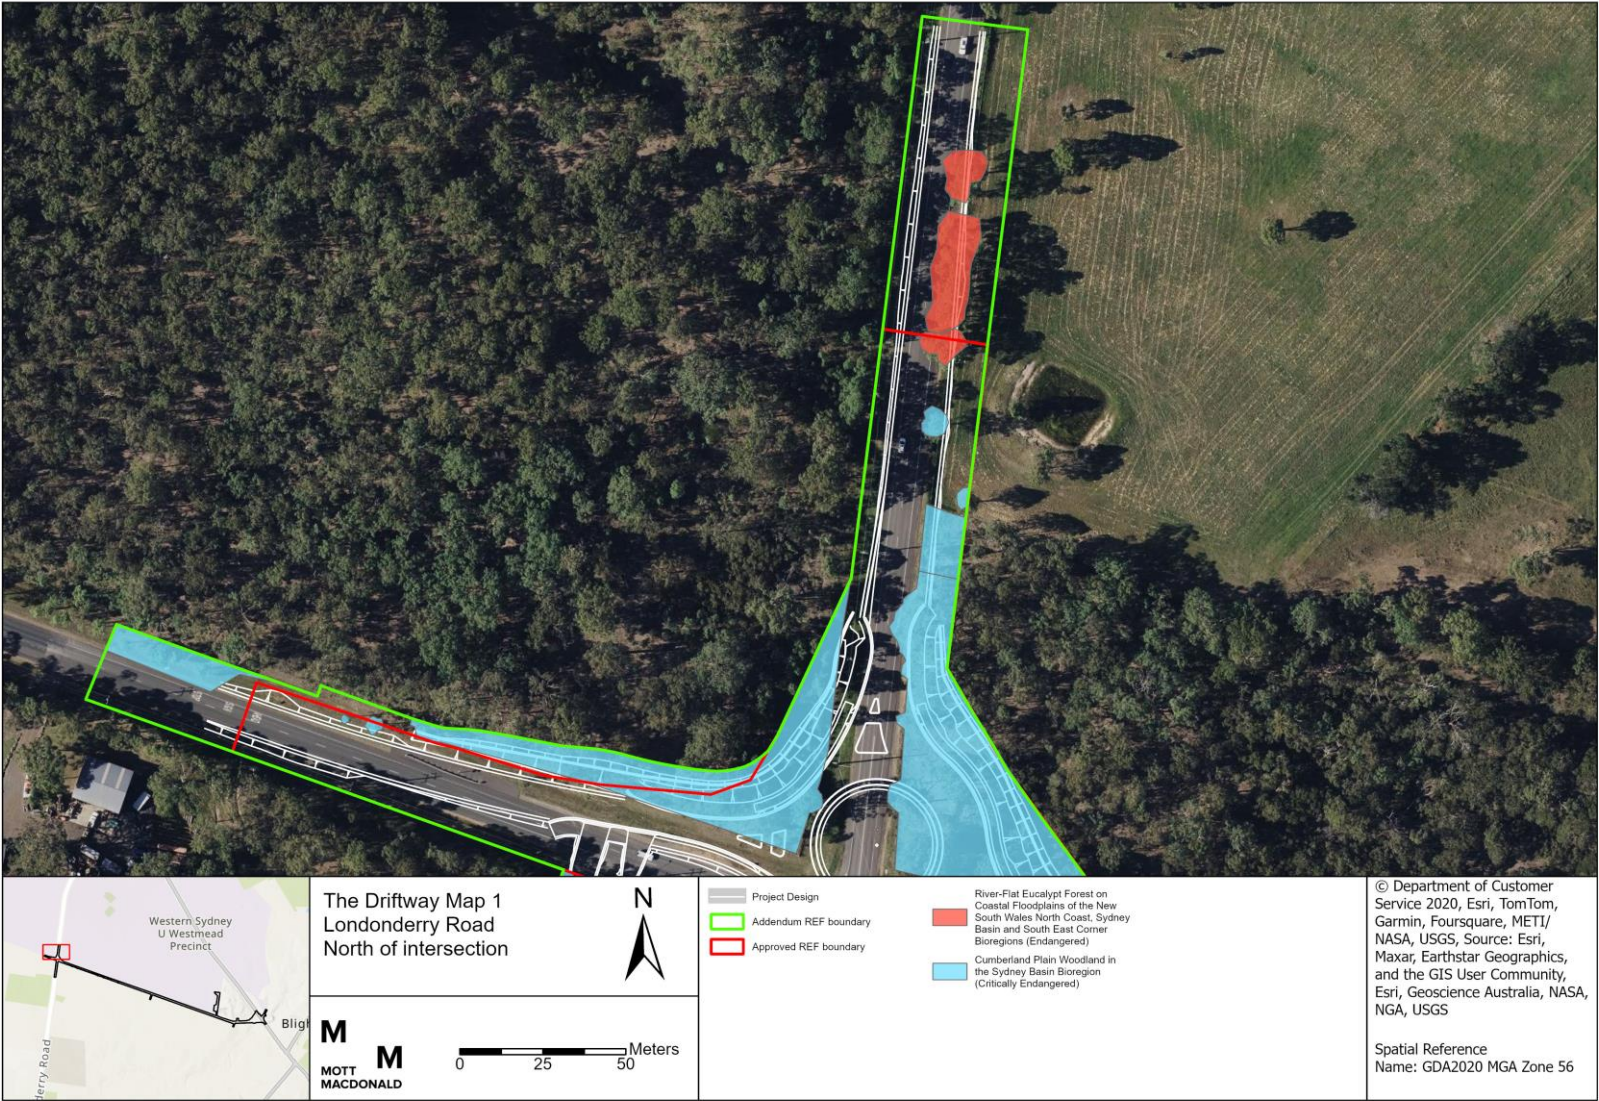 Western Sydney
U Westmead
Precinct
Bligh
derry Road
The Driftway Map 1
Londonderry Road
North of intersection
N
M
M
MOTT
MACDONALD
0 25 50 Meters
Project Design
Addendum REF boundary
Approved REF boundary
River-Flat Eucalypt Forest on
Coastal Floodplains of the New
South Wales North Coast, Sydney
Basin and South East Corner
Bioregions (Endangered)
Cumberland Plain Woodland in
the Sydney Basin Bioregion
(Critically Endangered)
© Department of Customer
Service 2020, Esri, TomTom,
Garmin, Foursquare, METI/
NASA, USGS, Source: Esri,
Maxar, Earthstar Geographics,
and the GIS User Community,
Esri, Geoscience Australia, NASA,
NGA, USGS
Spatial Reference
Name: GDA2020 MGA Zone 56